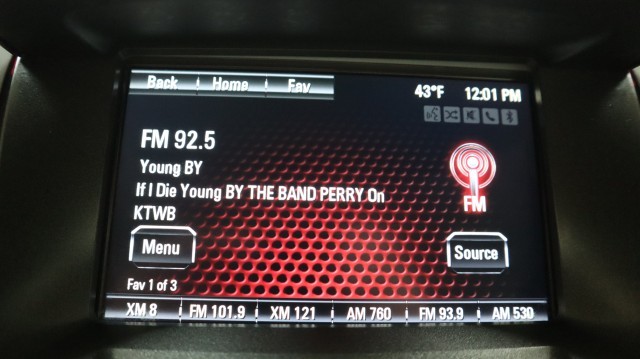 Back Home Fav 43°F 12:01 PM
FM 92.5
Young BY
If I Die Young BY THE BAND PERRY On
KTWB
FM
Menu Source
Fav 1 of 3
XM 8 FM 101.9 XM 121 AM 760 FM 93.9 AM 530